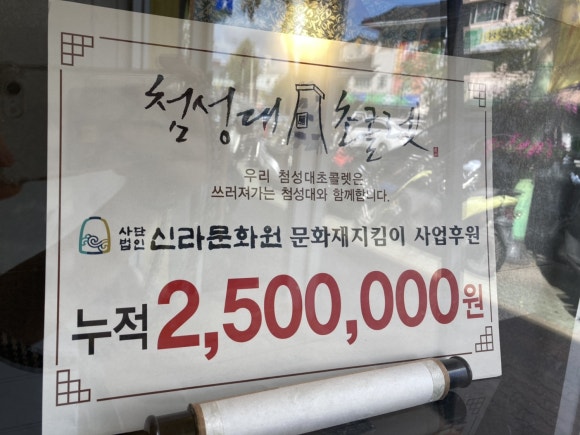 첨성대 초콜렛
우리 첨성대초콜렛은
쓰러져가는 첨성대와 함께합니다.
사단
법인 신라문화원 문화재지킴이 사업후원
누적 2,500,000원